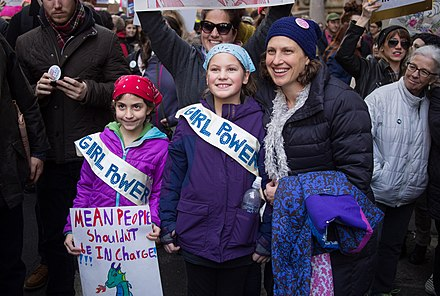 GIRL POWER
GIRL POWER
MEAN PEOPLE
Shouldn't
be IN Charge
!!!